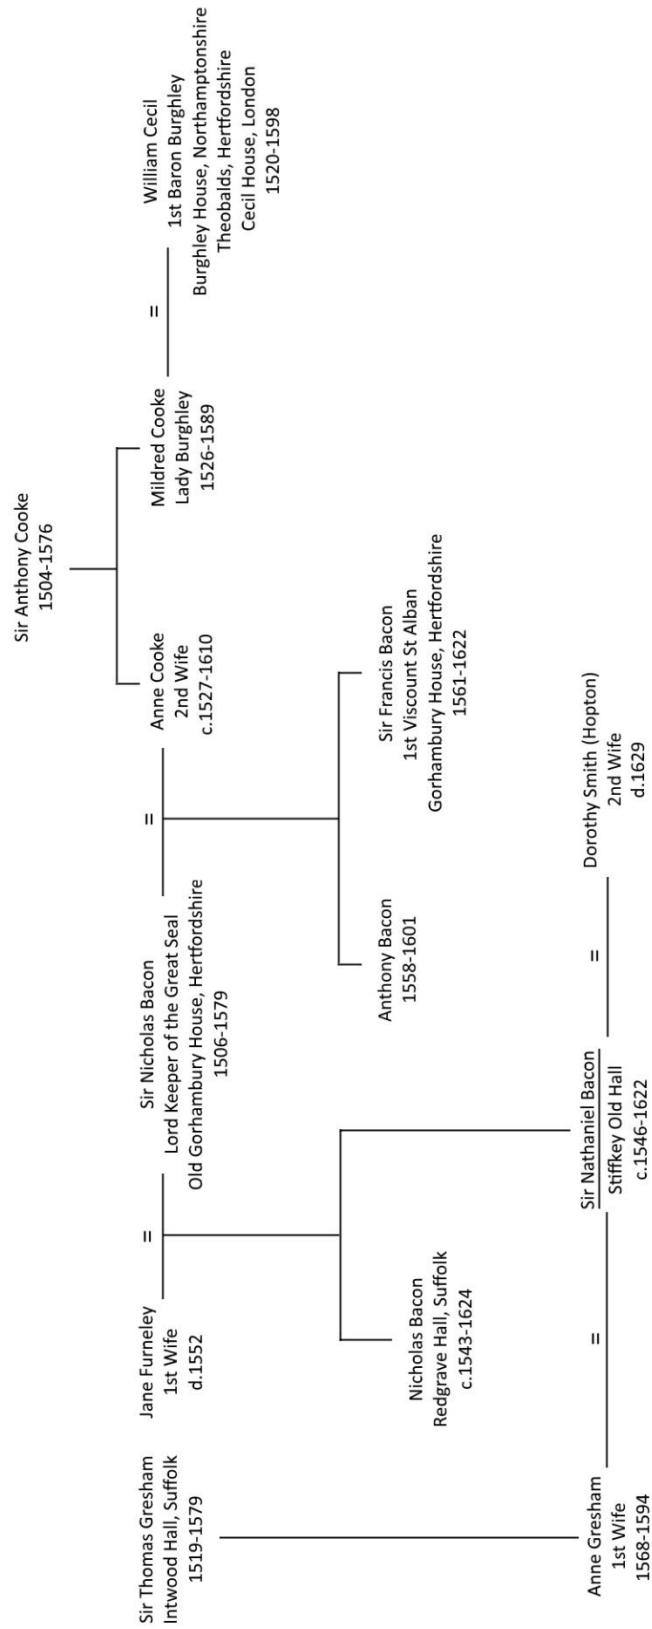 Sir Anthony Cooke
1504-1576
Sir Thomas Gresham
Intwood Hall, Suffolk
1519-1579
Jane Furneley
1st Wife
d.1552
=
Sir Nicholas Bacon
Lord Keeper of the Great Seal
Old Gorhambury House, Hertfordshire
1506-1579
=
Anne Cooke
2nd Wife
c.1527-1610
Mildred Cooke
Lady Burghley
1526-1589
=
William Cecil
1st Baron Burghley
Burghley House, Northamptonshire
Theobalds, Hertfordshire
Cecil House, London
1520-1598
Nicholas Bacon
Redgrave Hall, Suffolk
c.1543-1624
Anthony Bacon
1558-1601
Sir Francis Bacon
1st Viscount St Alban
Gorhambury House, Hertfordshire
1561-1622
Anne Gresham
1st Wife
1568-1594
=
Sir Nathaniel Bacon
Stiffkey Old Hall
c.1546-1622
=
Dorothy Smith (Hopton)
2nd Wife
d.1629